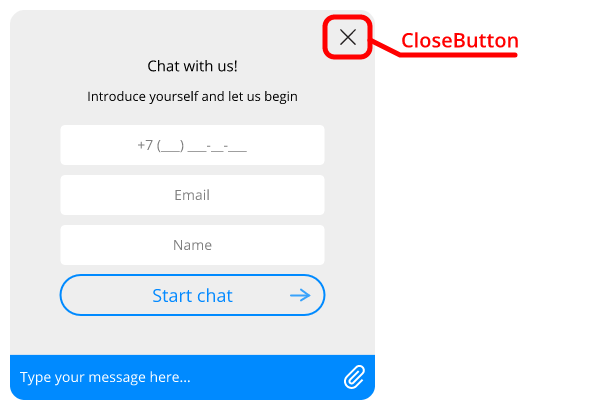 CloseButton
Chat with us!
Introduce yourself and let us begin
+7 (___) ___-__-___
Email
Name
Start chat
Type your message here...